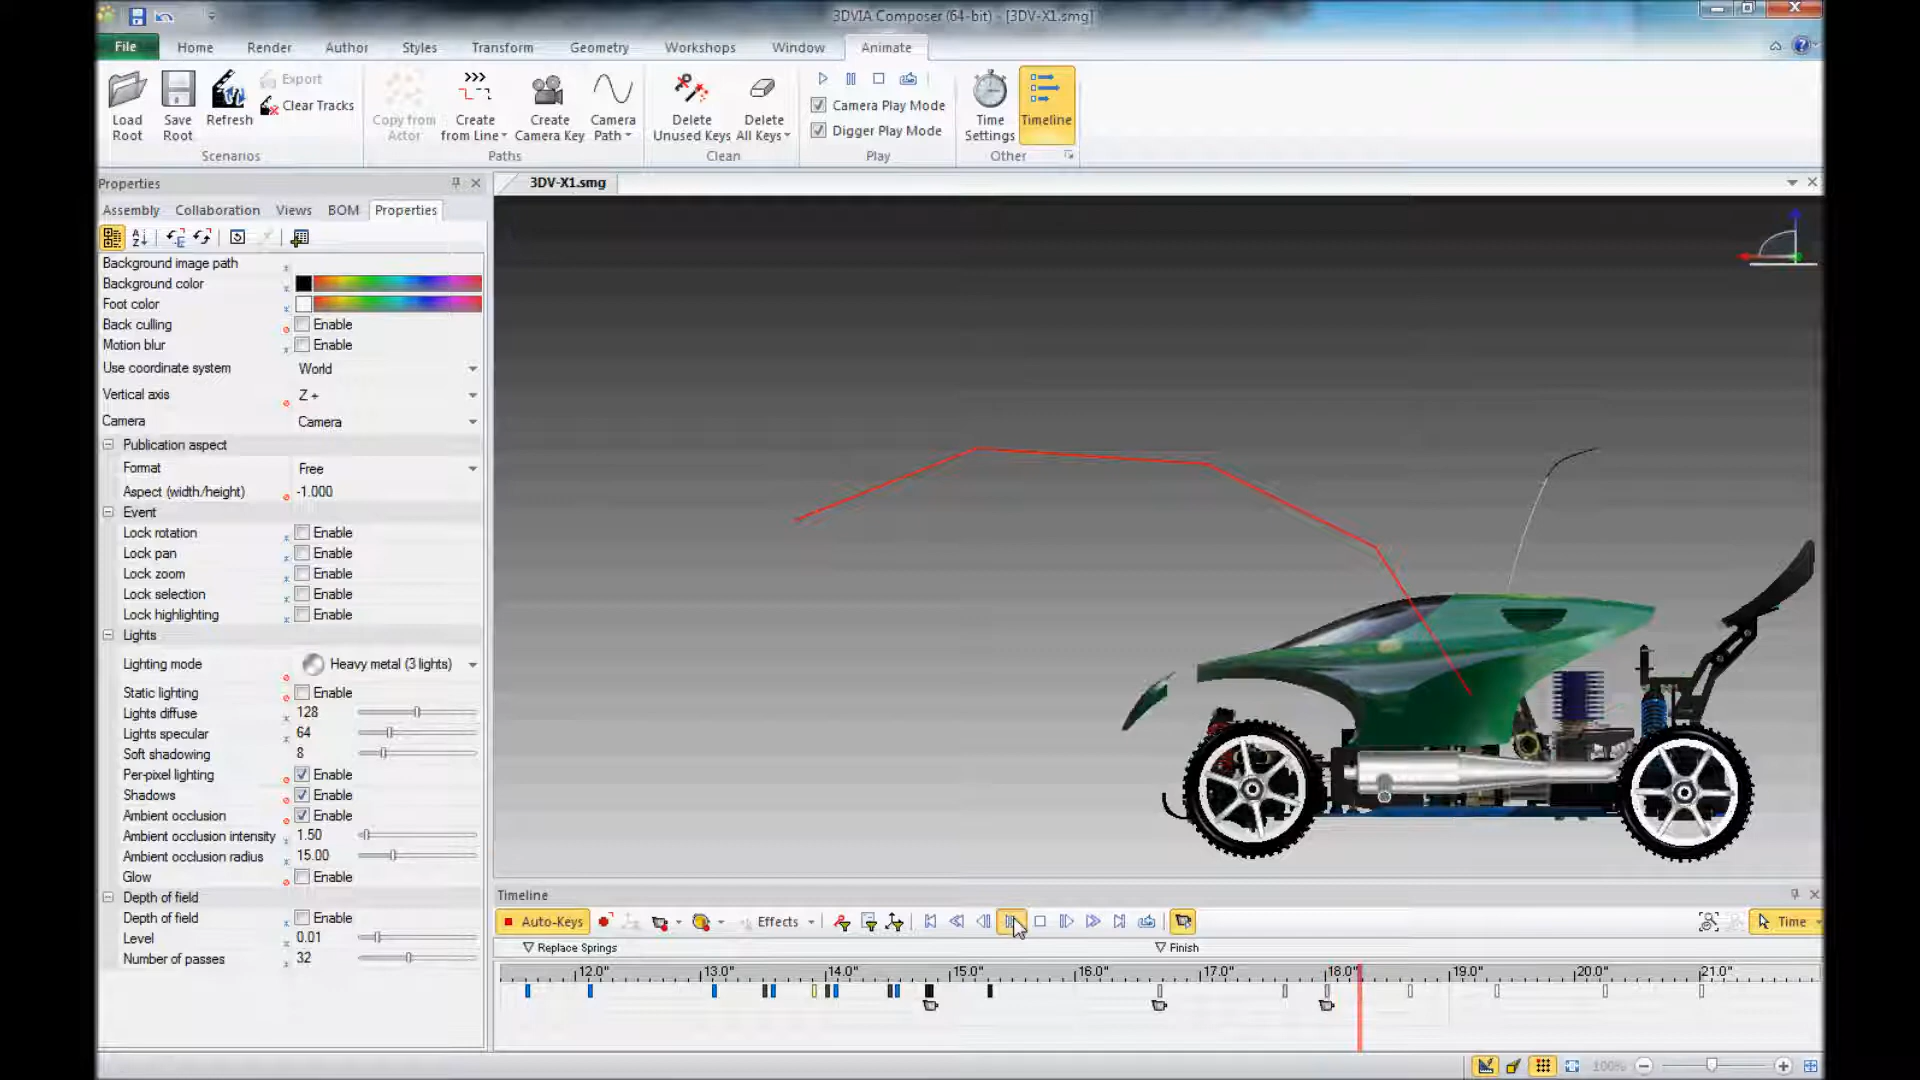 3DVIA Composer (64-bit) - [3DV-X1.smg]
File Home Render Author Styles Transform Geometry Workshops Window Animate
Load Root
Save Root
Refresh
Export
Clear Tracks
Scenarios
Copy from Actor
Create from Line
Create Camera Key
Camera Path
Paths
Delete Unused Keys
Delete All Keys
Clean
Camera Play Mode
Digger Play Mode
Play
Time Settings
Timeline
Other
Properties
3DV-X1.smg
Assembly Collaboration Views BOM Properties
Background image path
Background color
Foot color
Back culling Enable
Motion blur Enable
Use coordinate system World
Vertical axis Z +
Camera Camera
Publication aspect
Format Free
Aspect (width/height) -1.000
Event
Lock rotation Enable
Lock pan Enable
Lock zoom Enable
Lock selection Enable
Lock highlighting Enable
Lights
Lighting mode Heavy metal (3 lights)
Static lighting Enable
Lights diffuse 128
Lights specular 64
Soft shadowing 8
Per-pixel lighting Enable
Shadows Enable
Ambient occlusion Enable
Ambient occlusion intensity 1.50
Ambient occlusion radius 15.00
Glow Enable
Depth of field
Depth of field Enable
Level 0.01
Number of passes 32
Timeline
Auto-Keys Effects Time
Replace Springs Finish
12.0" 13.0" 14.0" 15.0" 16.0" 17.0" 18.0" 19.0" 20.0" 21.0"
100%